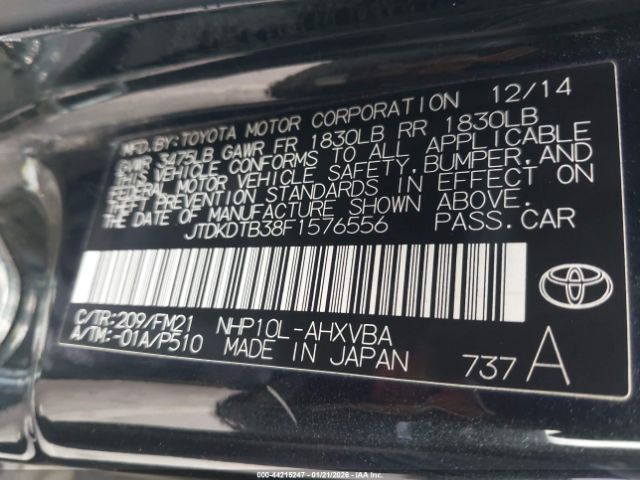 MFD. BY: TOYOTA MOTOR CORPORATION 12/14
GVWR 3475LB GAWR FR 1830LB RR 1830LB
THIS VEHICLE CONFORMS TO ALL APPLICABLE
FEDERAL MOTOR VEHICLE SAFETY, BUMPER, AND
THEFT PREVENTION STANDARDS IN EFFECT ON
THE DATE OF MANUFACTURE SHOWN ABOVE.
JTDKDTB38F1576556 PASS.CAR
C/TR:209/FM21 NHP10L-AHXVBA
A/TM:-01A/P510 MADE IN JAPAN 737 A
TOYOTA
000-44215247 - 01/21/2026 - IAA Inc.